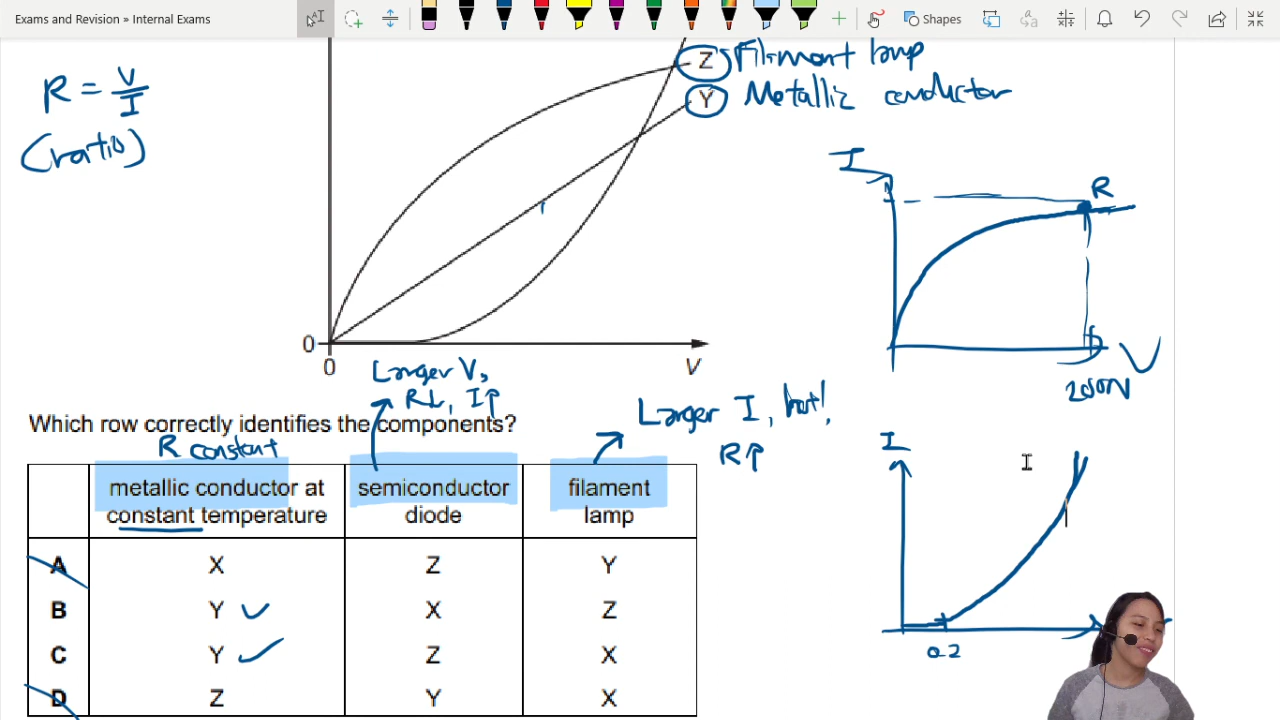 Exams and Revision » Internal Exams
Shapes
R = V/I
(ratio)
Z Filament lamp
Y Metallic conductor
I
R
V
200V
0
0
V
Larger V,
R↓, I↑
Larger I, hot!,
R↑
Which row correctly identifies the components?
R constant
metallic conductor at constant temperature
semiconductor diode
filament lamp
A X Z Y
B Y X Z
C Y Z X
D Z Y X
I
0.2